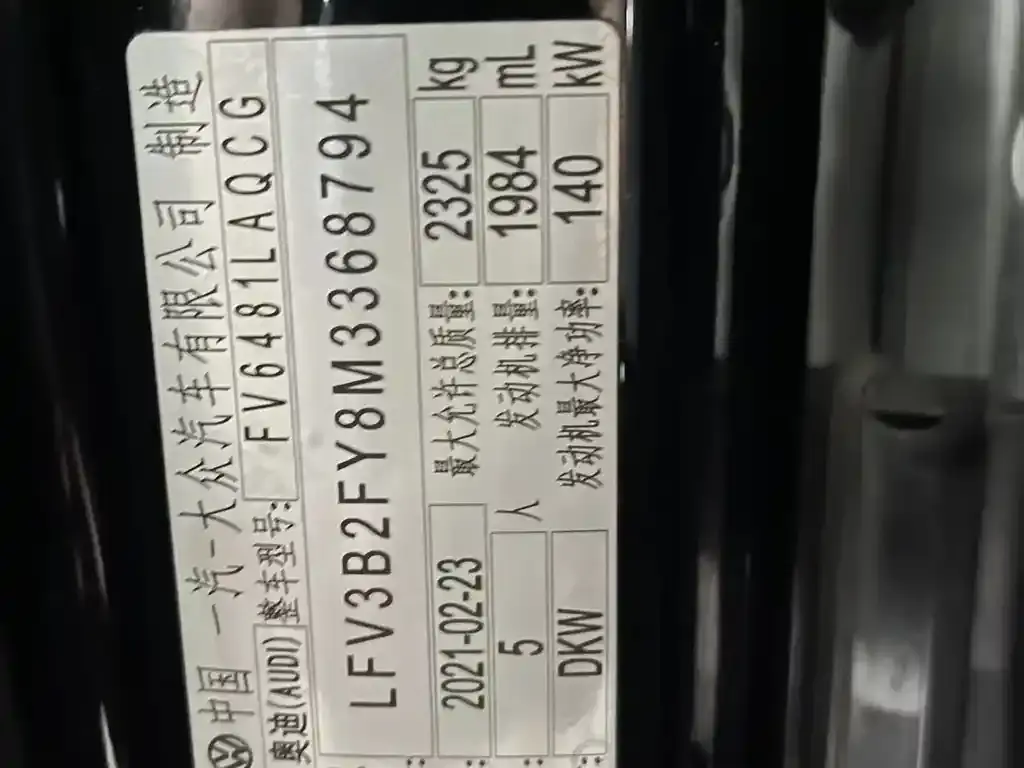 中国 一汽-大众汽车有限公司 制造
奥迪(AUDI) 整车型号: FV6481LAQCG
LFV3B2FY8M3368794
2021-02-23 最大允许总质量: 2325 kg
5 人 发动机排量: 1984 mL
DKW 发动机最大净功率: 140 kW